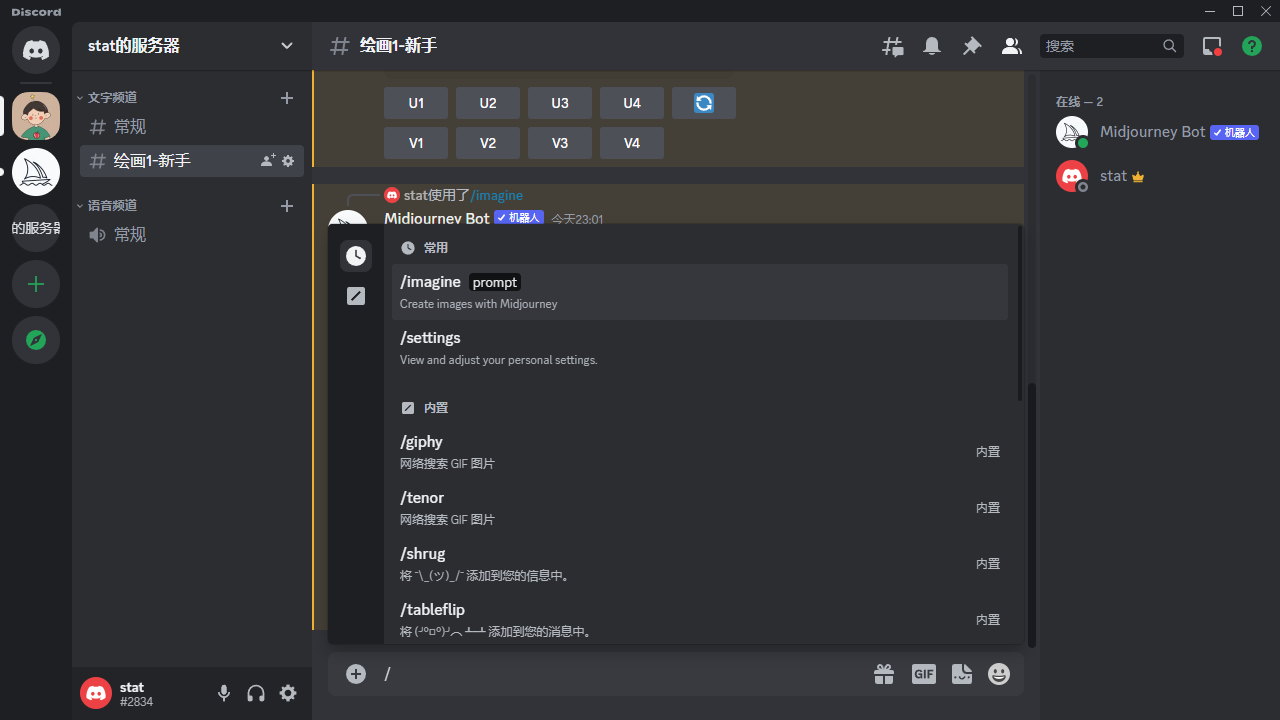 Discord
stat的服务器
绘画1-新手
搜索
文字频道
常规
绘画1-新手
语音频道
常规
的服务器
U1 U2 U3 U4
V1 V2 V3 V4
stat使用了/imagine
Midjourney Bot 机器人 今天23:01
常用
/imagine prompt
Create images with Midjourney
/settings
View and adjust your personal settings.
内置
/giphy
网络搜索 GIF 图片
内置
/tenor
网络搜索 GIF 图片
内置
/shrug
将 ¯\_(ツ)_/¯ 添加到您的信息中。
内置
/tableflip
将 (╯°□°)╯︵ ┻━┻ 添加到您的消息中。
内置
/
GIF
在线 — 2
Midjourney Bot 机器人
stat
stat
#2834